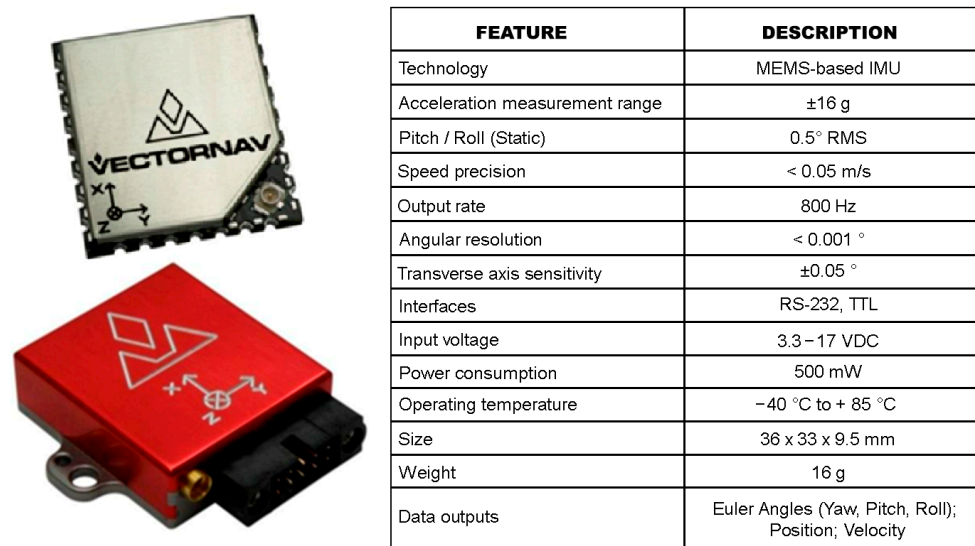 VECTORNAV
X
Z
Y
X
Y
Z
FEATURE DESCRIPTION
Technology MEMS-based IMU
Acceleration measurement range ±16 g
Pitch / Roll (Static) 0.5° RMS
Speed precision < 0.05 m/s
Output rate 800 Hz
Angular resolution < 0.001 °
Transverse axis sensitivity ±0.05 °
Interfaces RS-232, TTL
Input voltage 3.3 – 17 VDC
Power consumption 500 mW
Operating temperature −40 °C to + 85 °C
Size 36 x 33 x 9.5 mm
Weight 16 g
Data outputs Euler Angles (Yaw, Pitch, Roll);
Position; Velocity